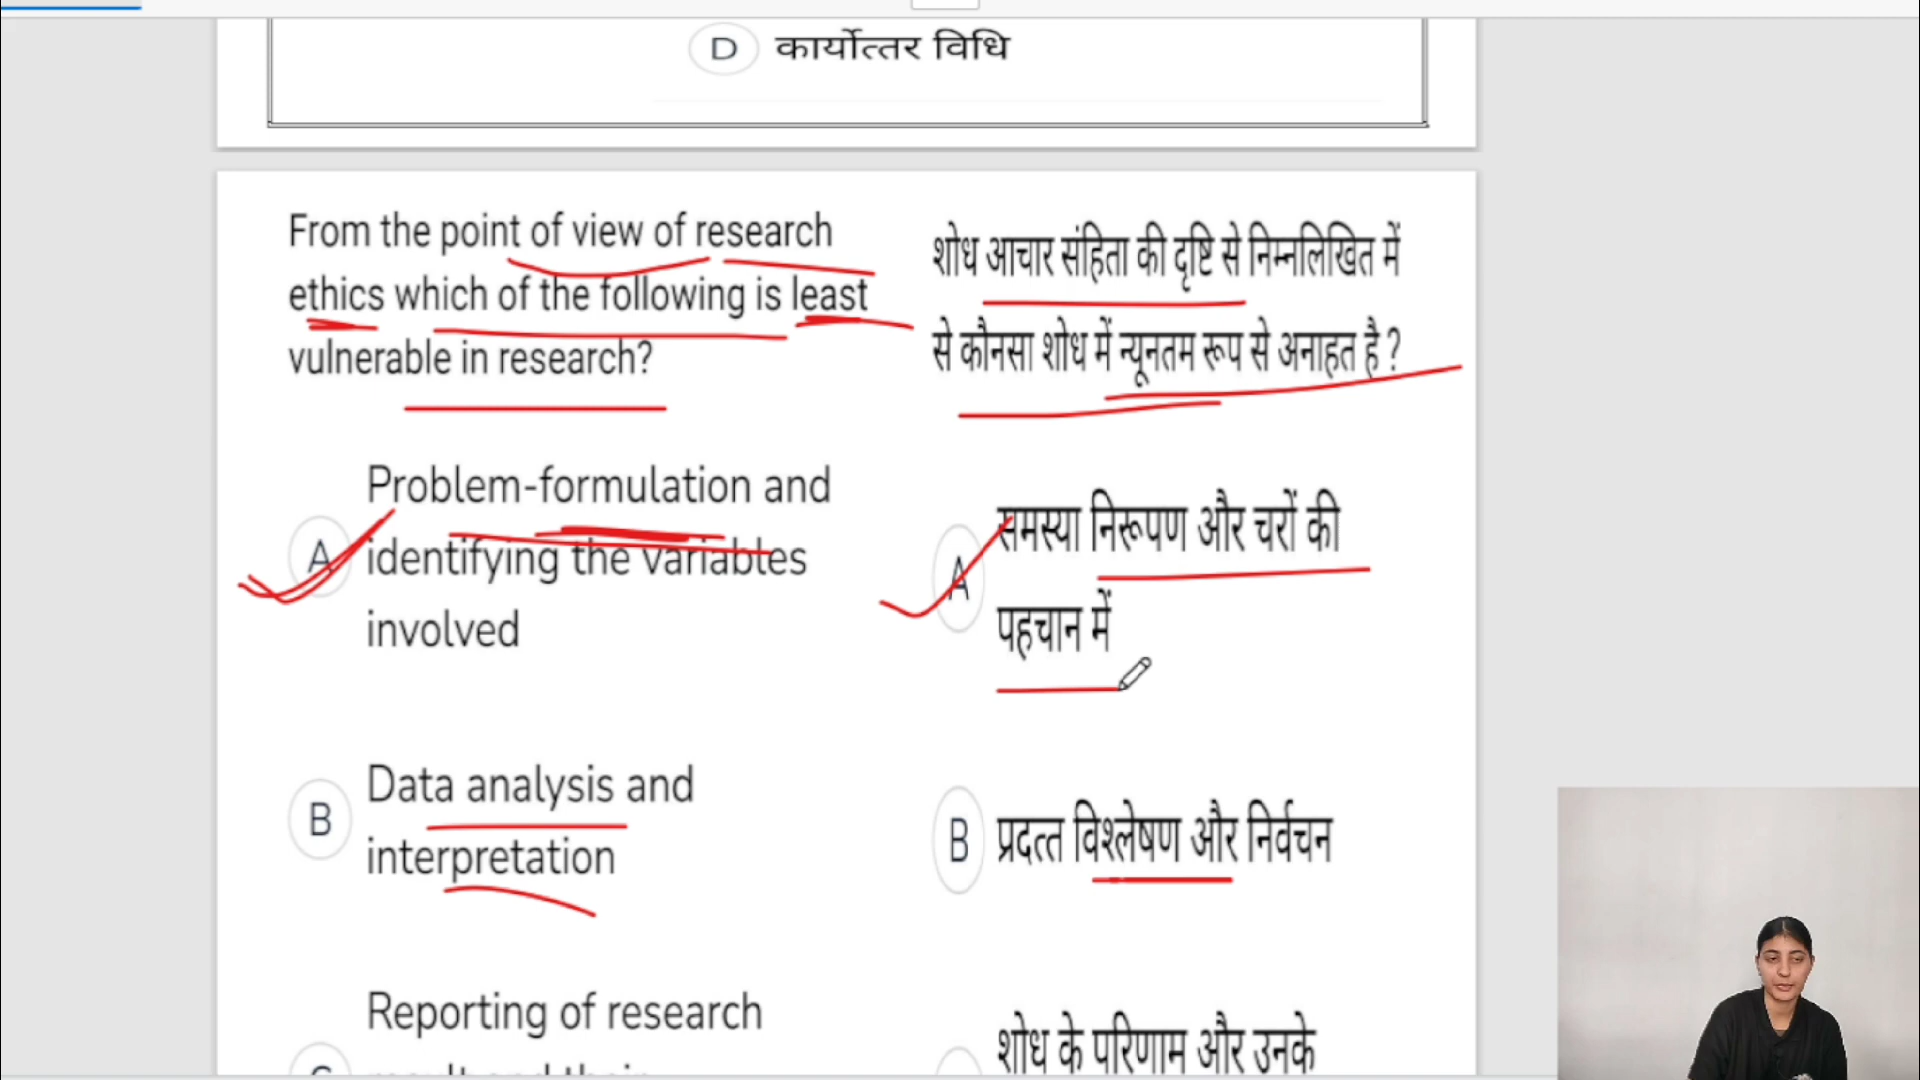 D कार्योत्तर विधि
From the point of view of research
ethics which of the following is least
vulnerable in research?
A Problem-formulation and
identifying the variables
involved
B Data analysis and
interpretation
Reporting of research
शोध आचार संहिता की दृष्टि से निम्नलिखित में
से कौनसा शोध में न्यूनतम रूप से अनाहत है ?
A समस्या निरूपण और चरों की
पहचान में
B प्रदत्त विश्लेषण और निर्वचन
शोध के परिणाम और उनके